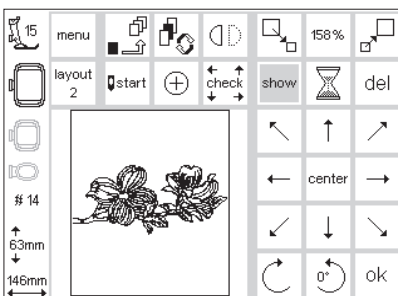 15 menu 158%
layout
2
start check show del
center
# 14
63mm
146mm 0° ok